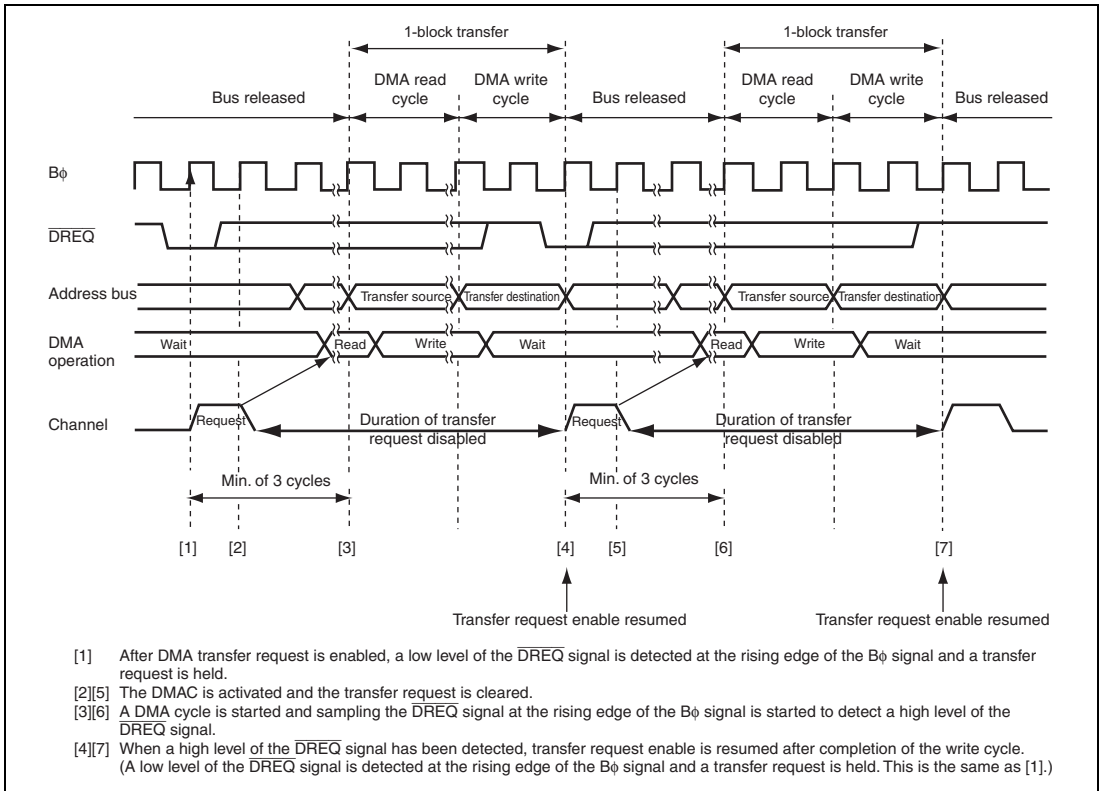 1-block transfer 1-block transfer
DMA read cycle DMA write cycle DMA read cycle DMA write cycle
Bus released Bus released Bus released
Bϕ
DREQ
Address bus Transfer source Transfer destination Transfer source Transfer destination
DMA operation Wait Read Write Wait Read Write Wait
Channel Request Duration of transfer request disabled Request Duration of transfer request disabled
Min. of 3 cycles Min. of 3 cycles
[1] [2] [3] [4] [5] [6] [7]
Transfer request enable resumed Transfer request enable resumed
[1] After DMA transfer request is enabled, a low level of the DREQ signal is detected at the rising edge of the Bϕ signal and a transfer
request is held.
[2][5] The DMAC is activated and the transfer request is cleared.
[3][6] A DMA cycle is started and sampling the DREQ signal at the rising edge of the Bϕ signal is started to detect a high level of the
DREQ signal.
[4][7] When a high level of the DREQ signal has been detected, transfer request enable is resumed after completion of the write cycle.
(A low level of the DREQ signal is detected at the rising edge of the Bϕ signal and a transfer request is held. This is the same as [1].)